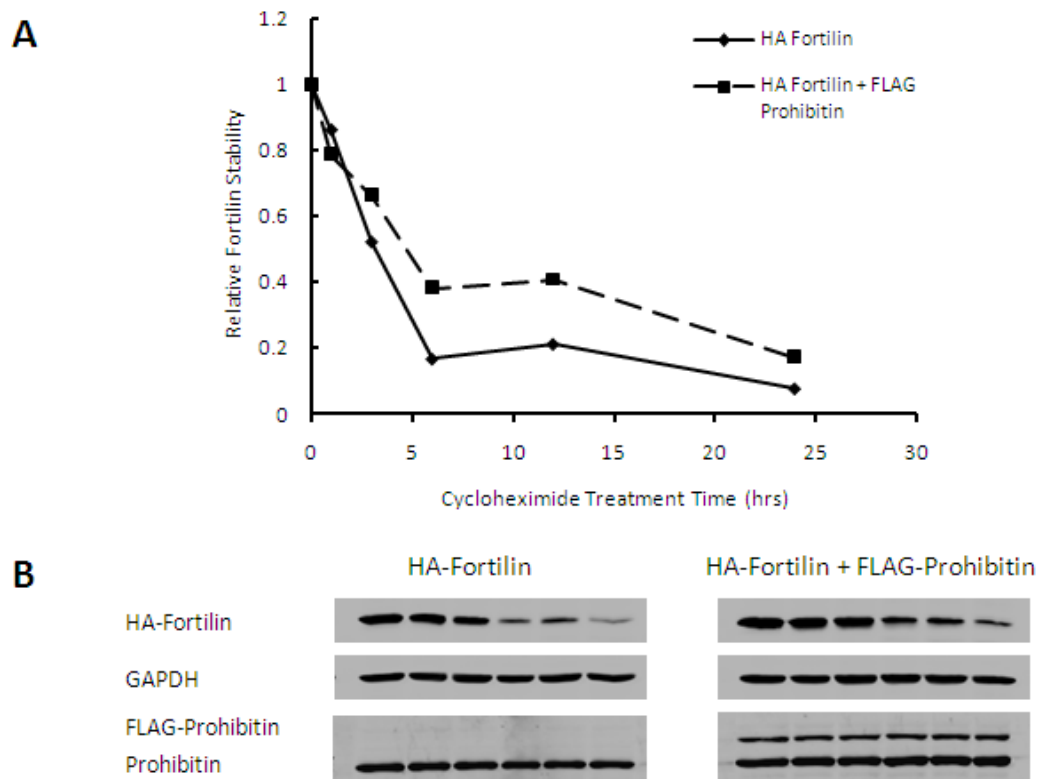 A
1.2
1
0.8
0.6
0.4
0.2
0
Relative Fortilin Stability
0 5 10 15 20 25 30
Cycloheximide Treatment Time (hrs)
HA Fortilin
HA Fortilin + FLAG
Prohibitin
B
HA-Fortilin HA-Fortilin + FLAG-Prohibitin
HA-Fortilin
GAPDH
FLAG-Prohibitin
Prohibitin